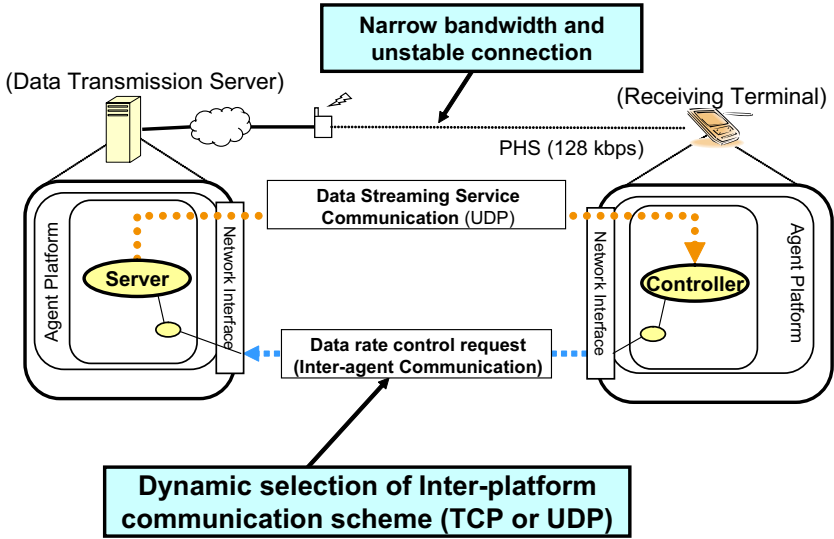 Narrow bandwidth and
unstable connection
(Data Transmission Server)
(Receiving Terminal)
PHS (128 kbps)
Data Streaming Service
Communication (UDP)
Agent Platform
Server
Network Interface
Network Interface
Controller
Agent Platform
Data rate control request
(Inter-agent Communication)
Dynamic selection of Inter-platform
communication scheme (TCP or UDP)